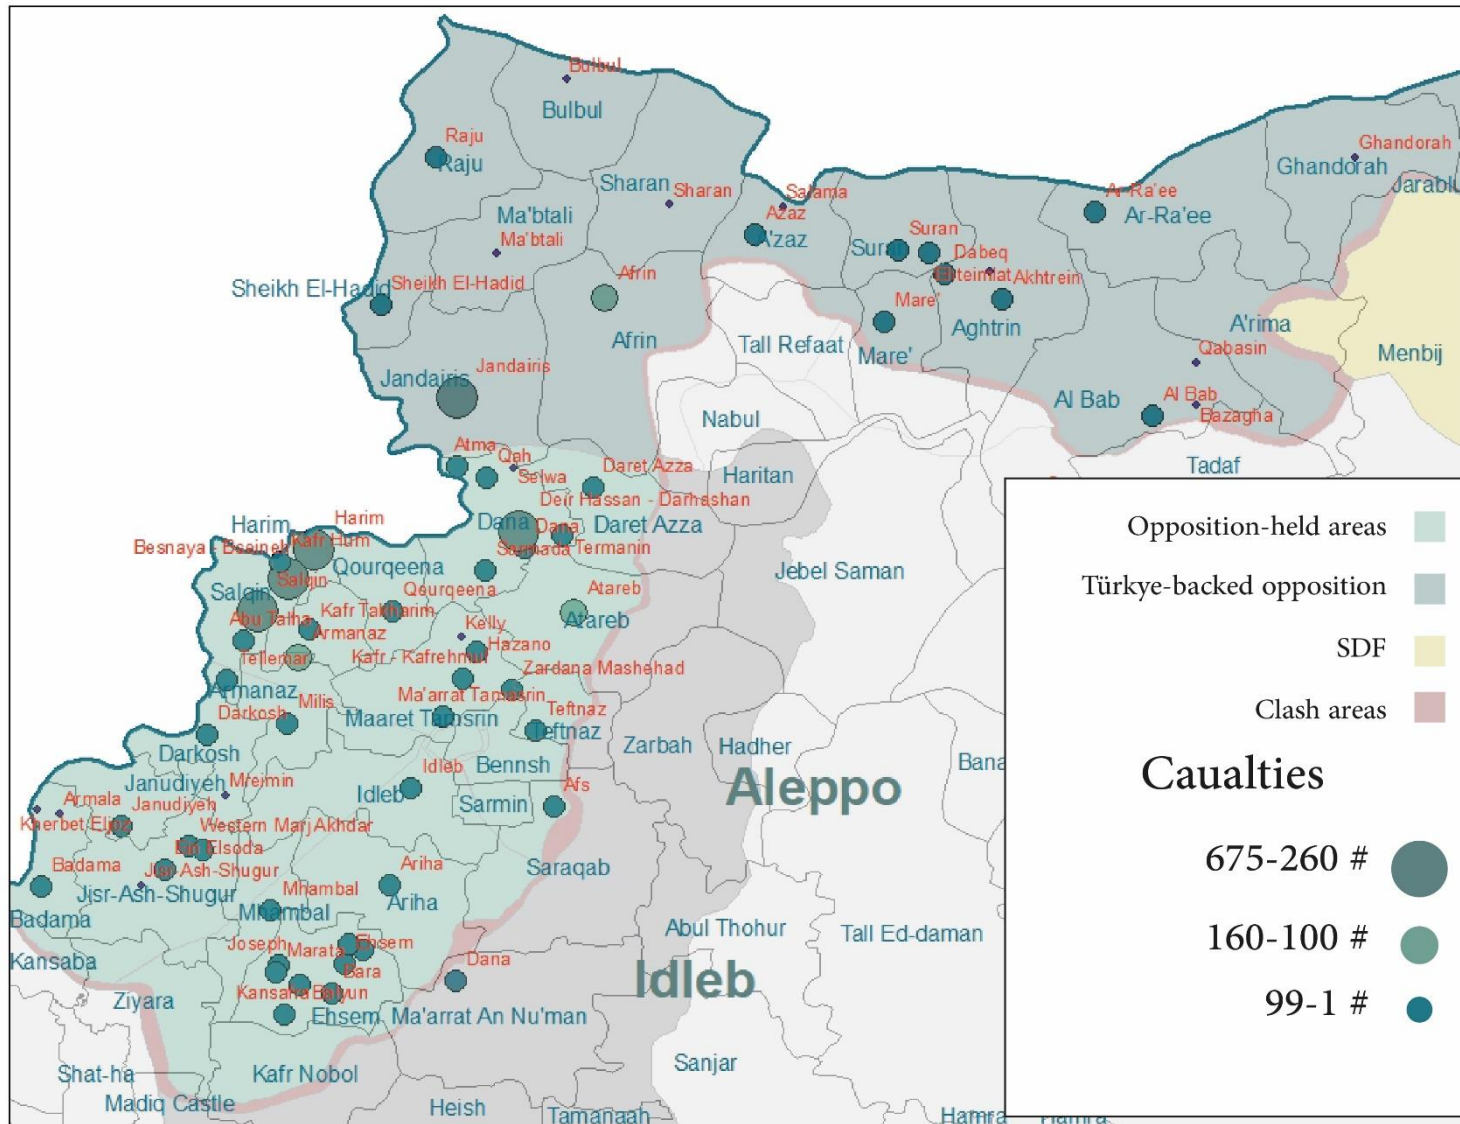 Bulbul
Bulbul
Raju
Raju
Ghandorah
Ghandorah
Jarablu
Sharan
Sharan
Salama
Ar-Ra'ee
Ar-Ra'ee
Ma'btali
Ma'btali
Azaz
A'zaz
Suran
Suran
Dabeq
Sheikh El-Hadid
Sheikh El-Hadid
Afrin
Afrin
Akhtrein
Mare'
Mare'
Aghtrin
A'rima
Tall Refaat
Qabasin
Menbij
Jandairis
Jandairis
Al Bab
Al Bab
Bazagha
Nabul
Tadaf
Atma
Qah
Selwa
Daret Azza
Haritan
Deir Hassan - Darhashan
Harim
Harim
Dana
Dana
Daret Azza
Kafr Hum
Sarmada
Termanin
Qourqeena
Jebel Saman
Salqin
Salqin
Qourqeena
Atareb
Atareb
Abu Talha
Kafr Takharim
Armanaz
Kelly
Hazano
Tellemar
Kafr - Kafrehmul
Zardana Mashehad
Armanaz
Milis
Ma'arrat Tamasrin
Teftnaz
Darkosh
Maaret Tamsrin
Teftnaz
Darkosh
Zarbah
Hadher
Bana
Janudiyeh
Mreimin
Idleb
Idleb
Bennsh
Afs
Aleppo
Armala
Janudiyeh
Sarmin
Western Marj Akhdar
Badama
Jisr-Ash-Shugur
Ariha
Saraqab
Jisr-Ash-Shugur
Mhambal
Mhambal
Ariha
Badama
Abul Thohur
Tall Ed-daman
Joseph
Marata
Ehsem
Kansaba
Bara
Dana
Idleb
Ziyara
Balyun
Ehsem
Ma'arrat An Nu'man
Sanjar
Shat-ha
Kafr Nobol
Madiq Castle
Heish
Tamanaah
Hamra
Hamra
Opposition-held areas
Türkye-backed opposition
SDF
Clash areas
Caualties
675-260 #
160-100 #
99-1 #